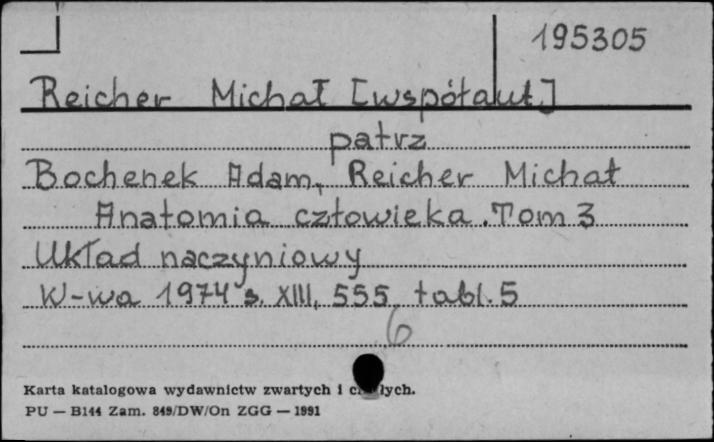 195305
Reicher Michał [współaut.]
patrz
Bochenek Adam, Reicher Michał
Anatomia człowieka. Tom 3
Układ naczyniowy
W-wa 1974 s. XIII, 555, tabl. 5
6
Karta katalogowa wydawnictw zwartych i
PU — B144 Zam. 849/DW/On ZGG — 1991